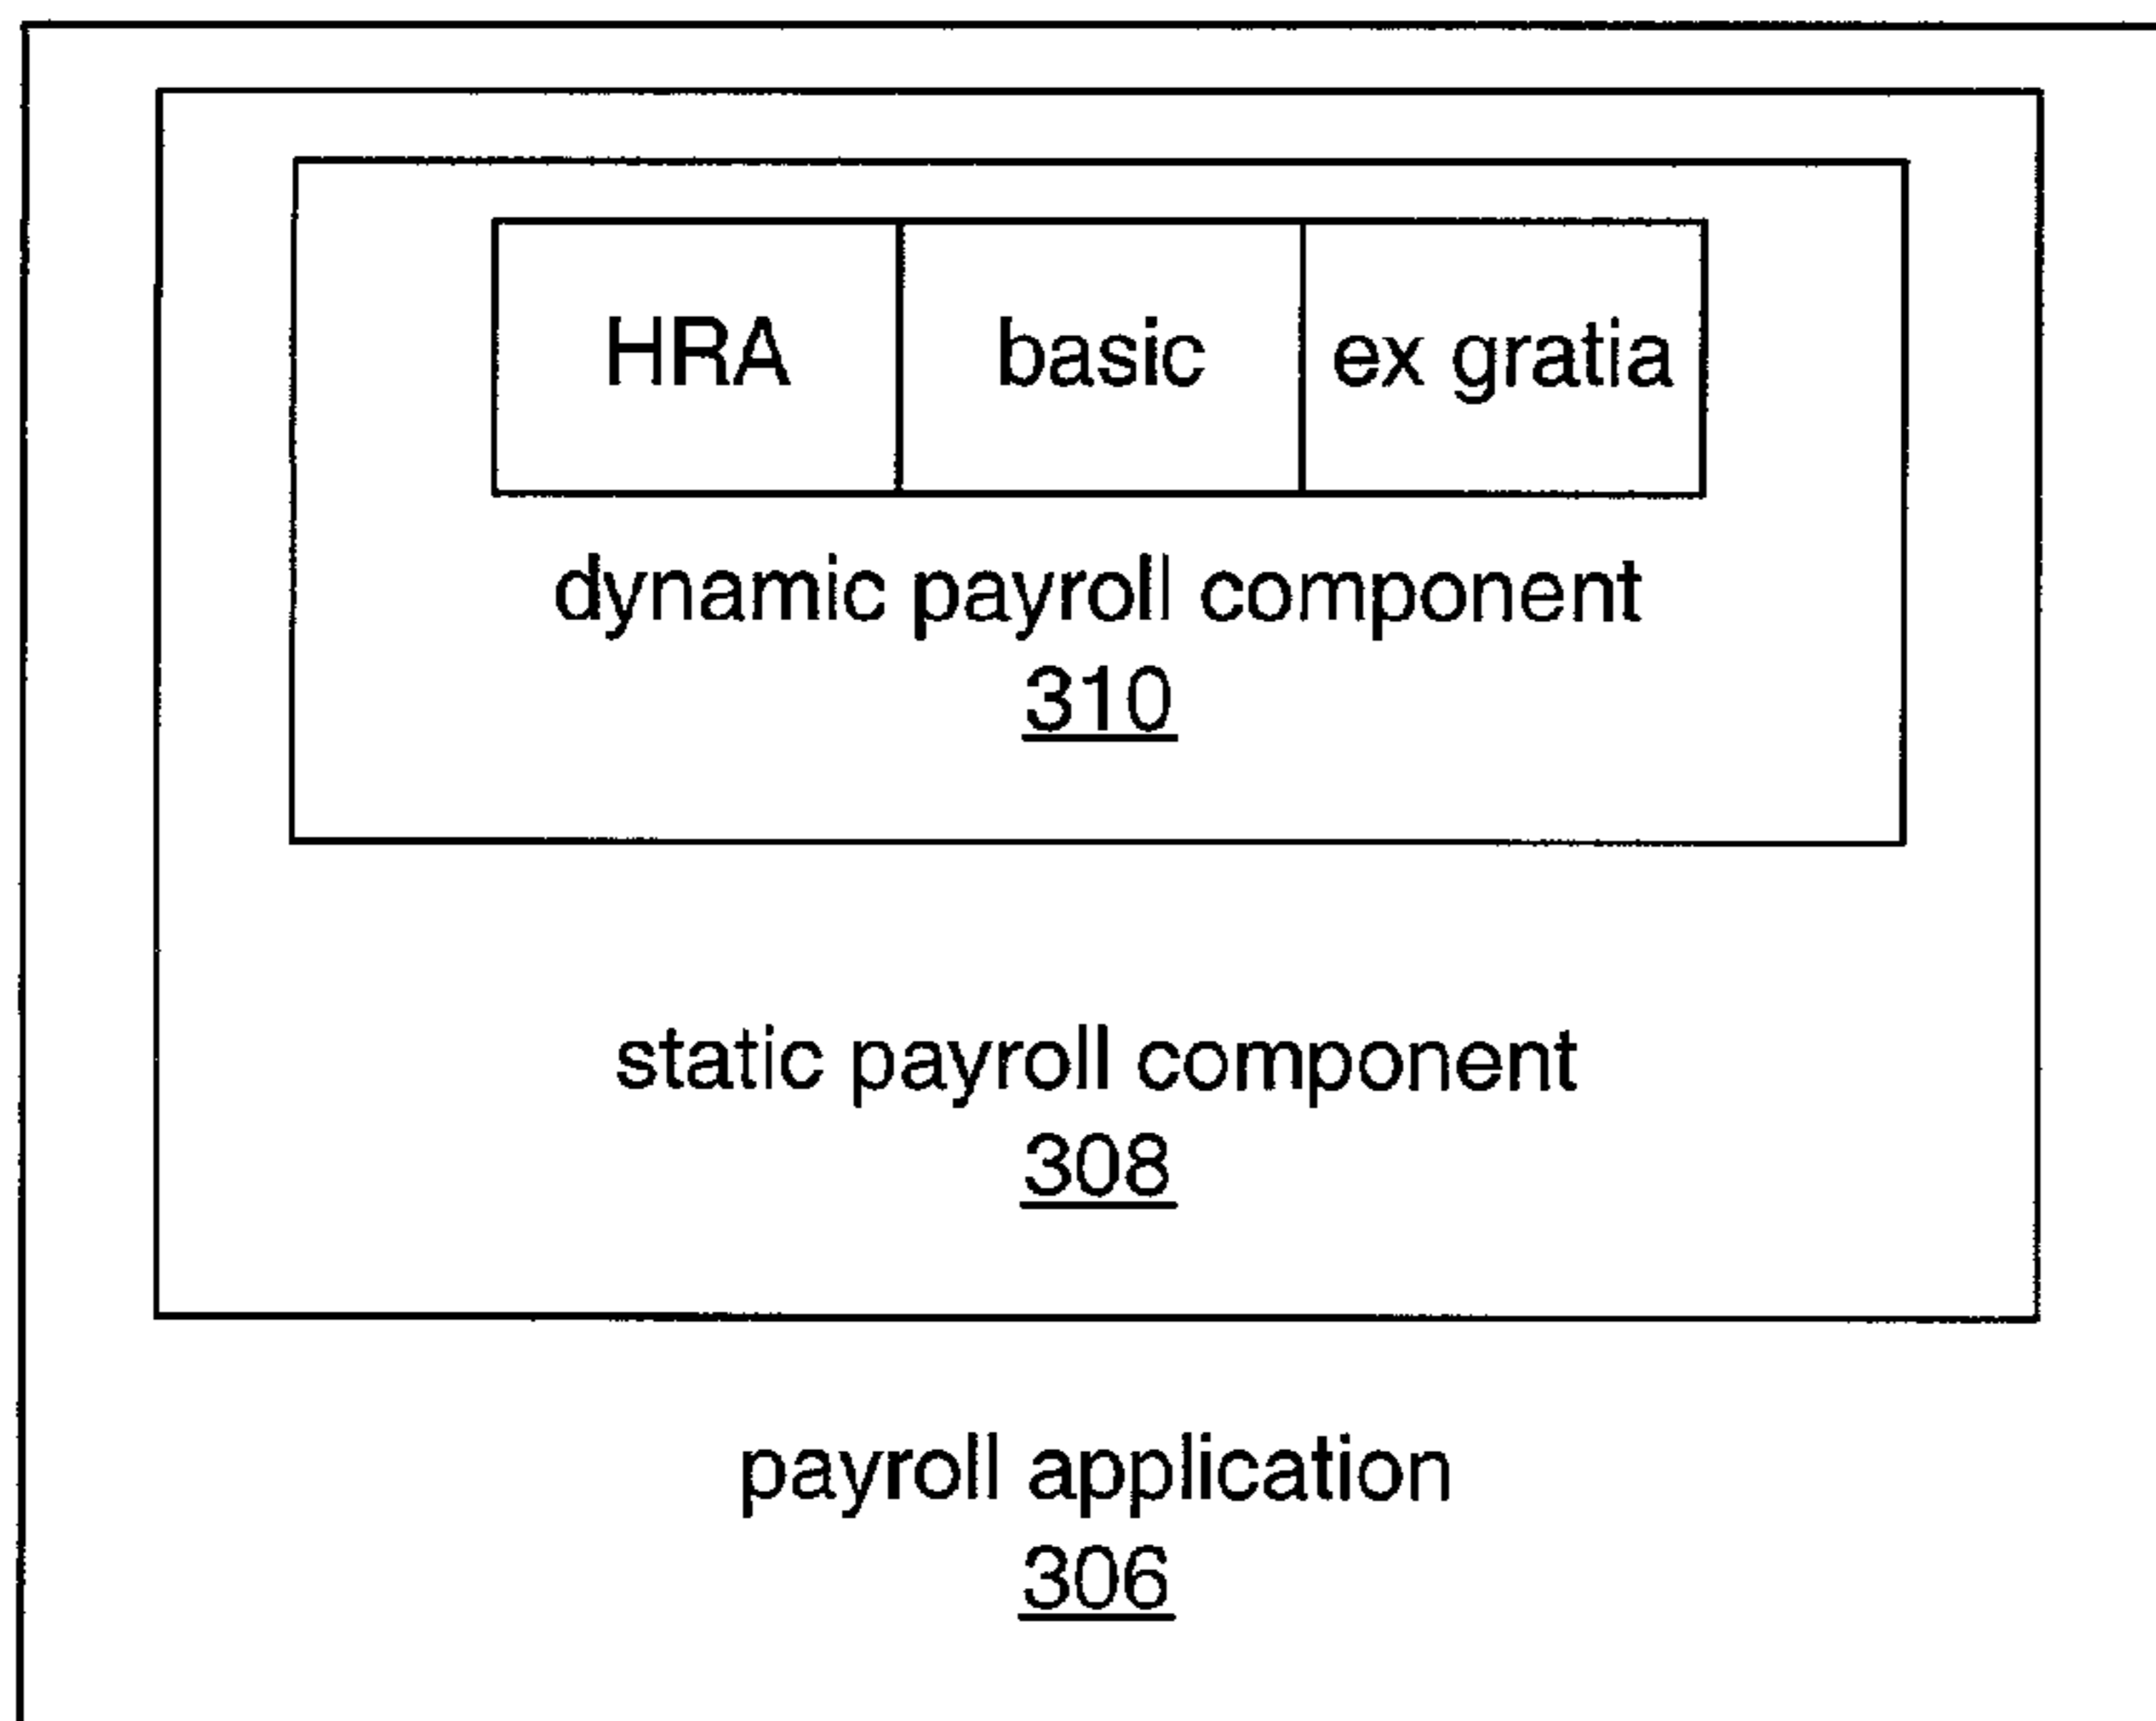 HRA basic ex gratia
dynamic payroll component
310
static payroll component
308
payroll application
306